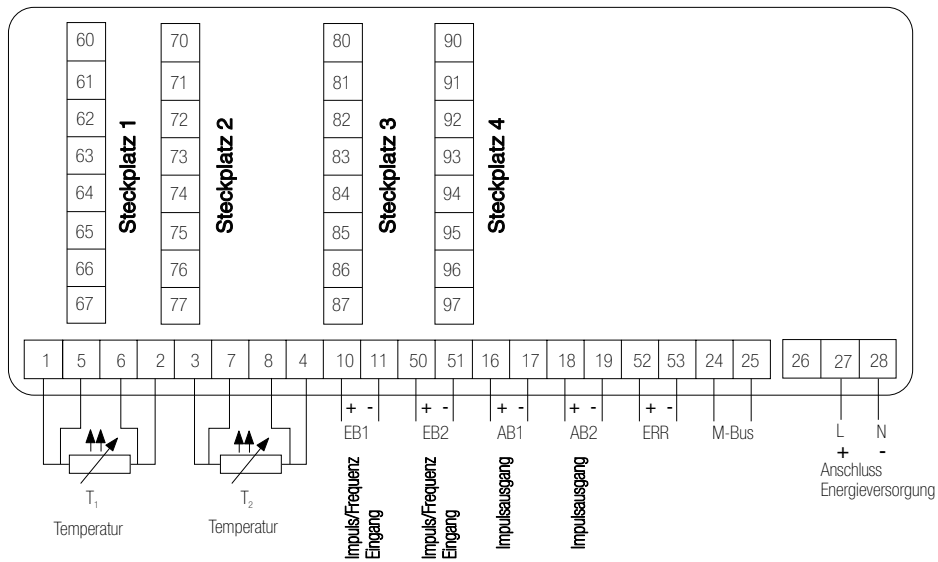 60 70 80 90
61 71 81 91
62 72 82 92
63 73 83 93
64 74 84 94
65 75 85 95
66 76 86 96
67 77 87 97
Steckplatz 1
Steckplatz 2
Steckplatz 3
Steckplatz 4
1 5 6 2 3 7 8 4 10 11 50 51 16 17 18 19 52 53 24 25 26 27 28
+ - + - + - + - + -
EB1 EB2 AB1 AB2 ERR M-Bus L N
+ -
Anschluss
Energieversorgung
T1
Temperatur
T2
Temperatur
Impuls/Frequenz
Eingang
Impuls/Frequenz
Eingang
Impulsausgang
Impulsausgang